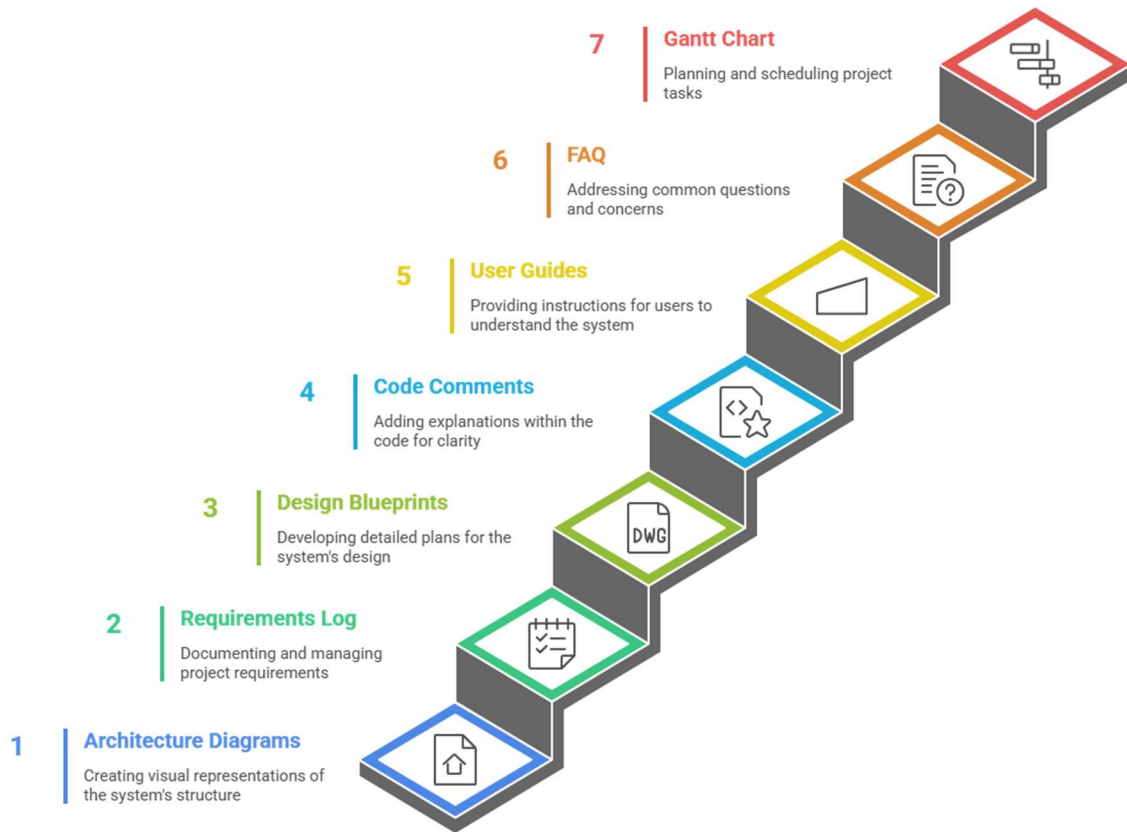 7
Gantt Chart
Planning and scheduling project
tasks
6
FAQ
Addressing common questions
and concerns
5
User Guides
Providing instructions for users to
understand the system
4
Code Comments
Adding explanations within the
code for clarity
3
Design Blueprints
Developing detailed plans for the
system's design
DWG
2
Requirements Log
Documenting and managing
project requirements
1
Architecture Diagrams
Creating visual representations of
the system's structure